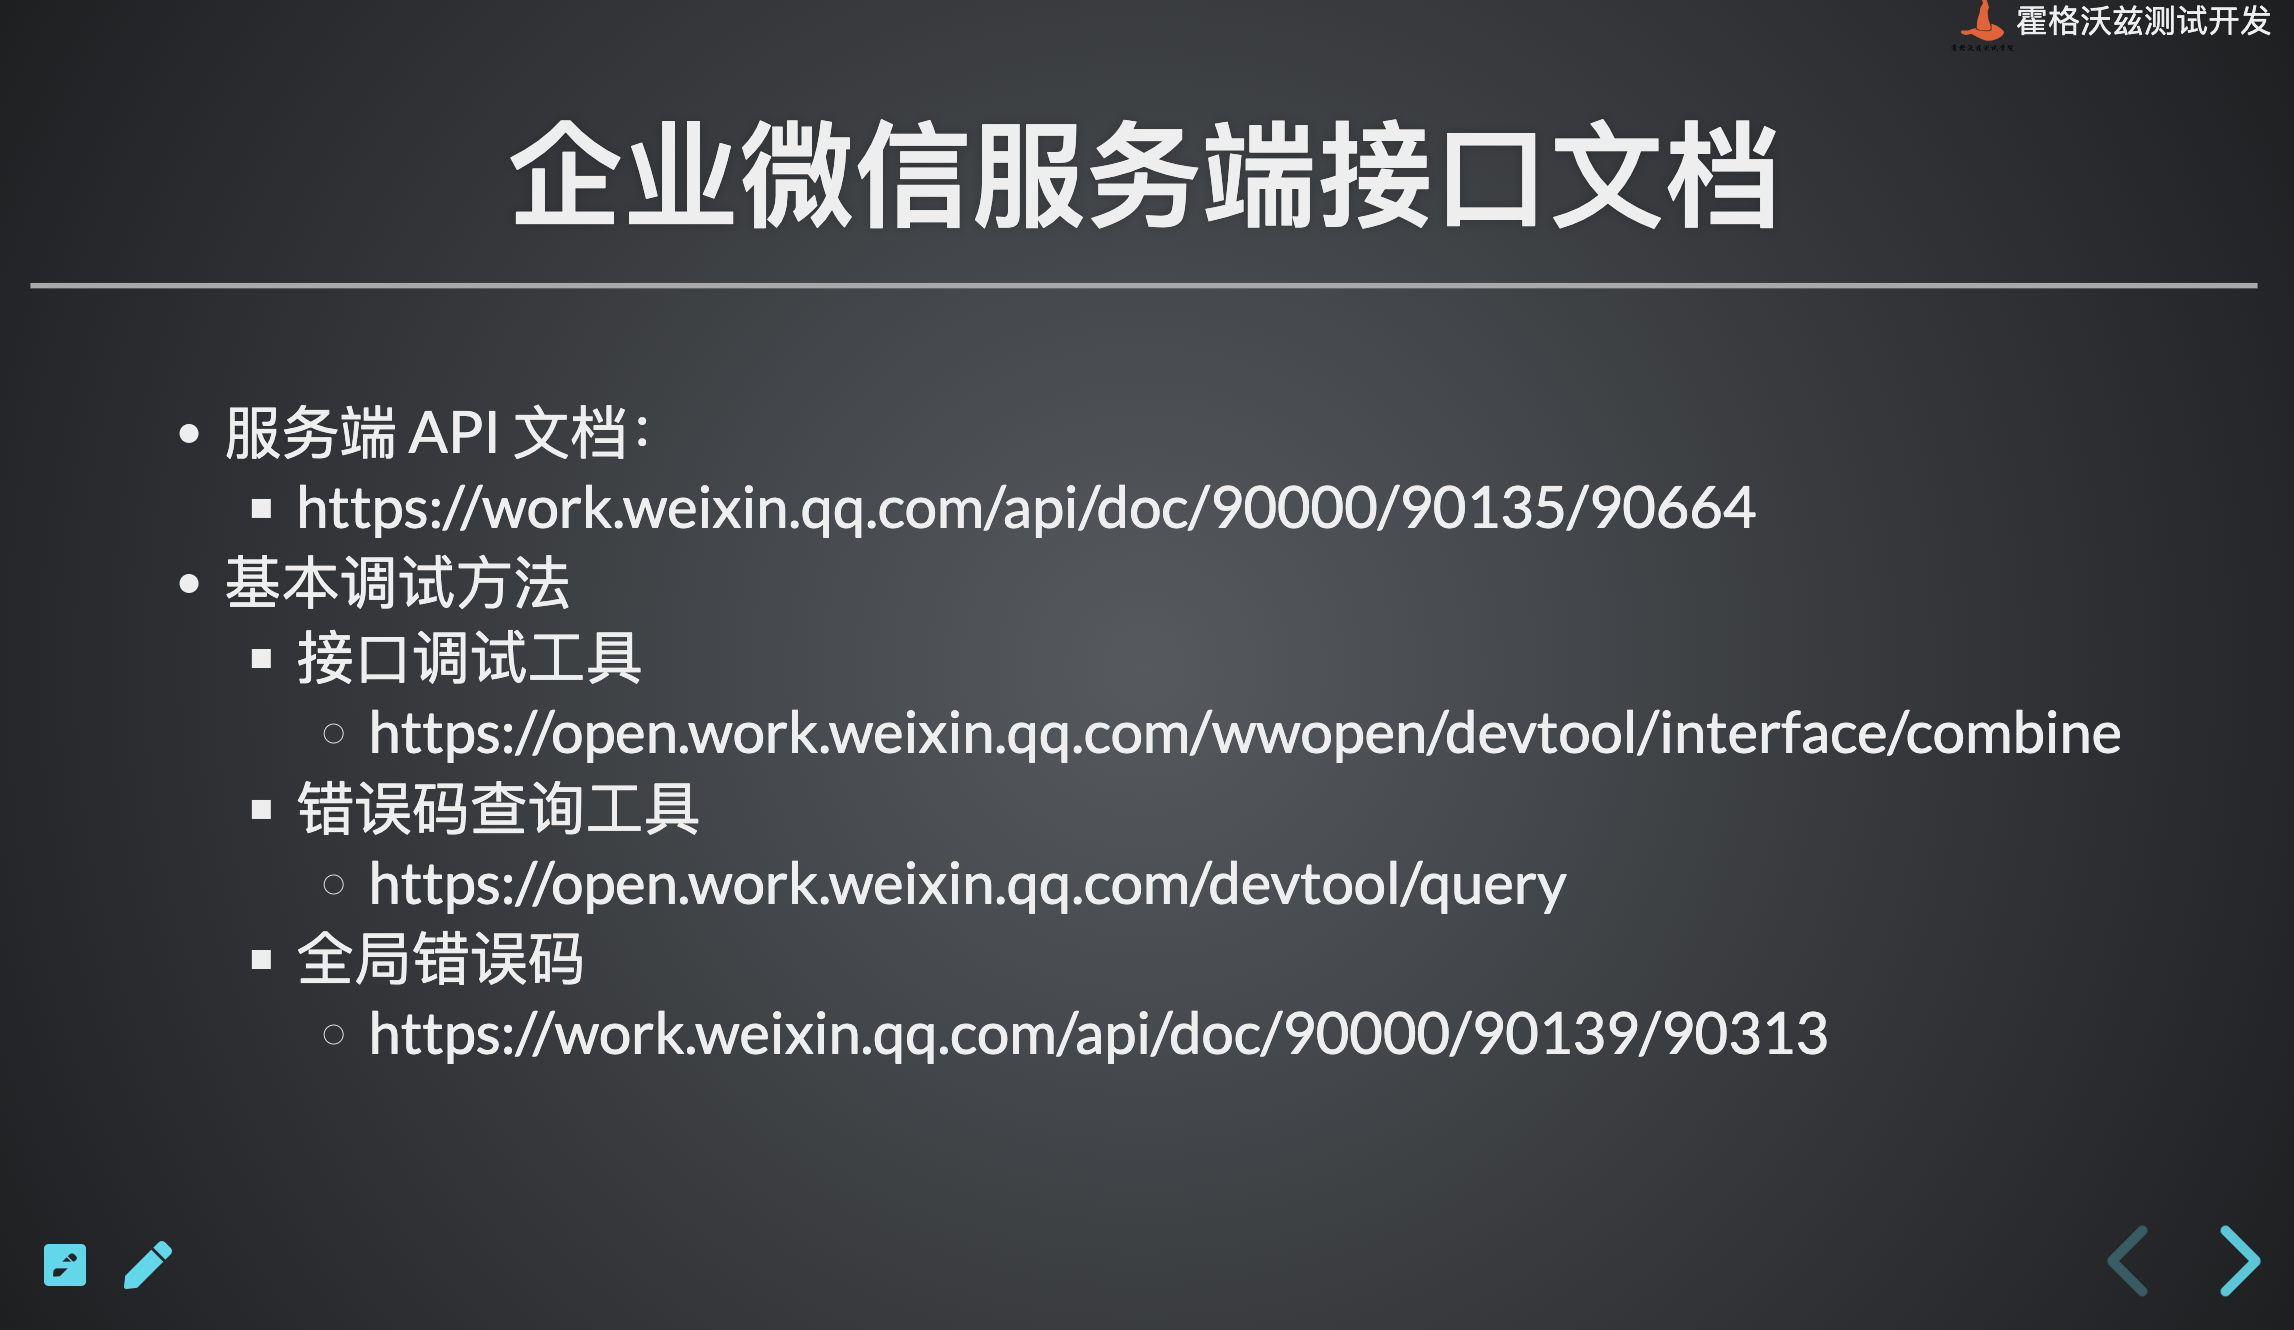 霍格沃兹测试开发
企业微信服务端接口文档
服务端 API 文档：
https://work.weixin.qq.com/api/doc/90000/90135/90664
基本调试方法
接口调试工具
https://open.work.weixin.qq.com/wwopen/devtool/interface/combine
错误码查询工具
https://open.work.weixin.qq.com/devtool/query
全局错误码
https://work.weixin.qq.com/api/doc/90000/90139/90313